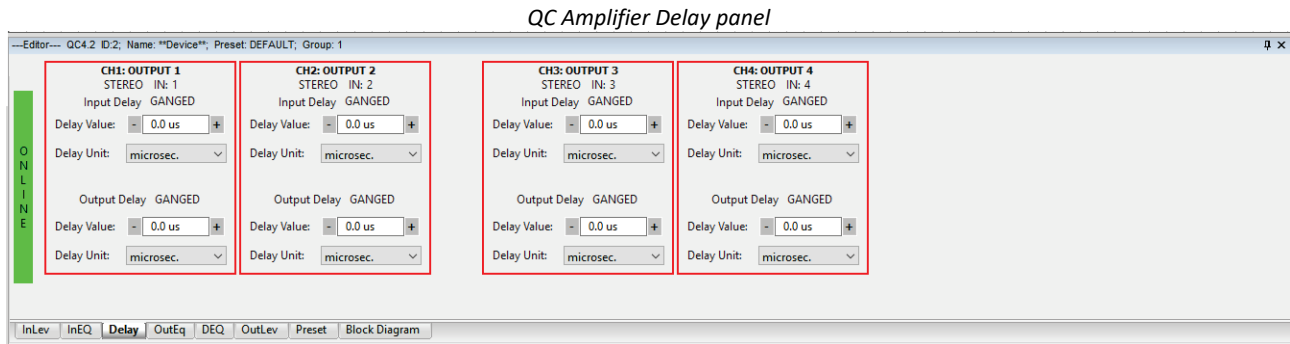 QC Amplifier Delay panel
---Editor--- QC4.2 ID:2; Name: **Device**; Preset: DEFAULT; Group: 1
ONLINE
CH1: OUTPUT 1
STEREO IN: 1
Input Delay GANGED
Delay Value: - 0.0 us +
Delay Unit: microsec.
Output Delay GANGED
Delay Value: - 0.0 us +
Delay Unit: microsec.
CH2: OUTPUT 2
STEREO IN: 2
Input Delay GANGED
Delay Value: - 0.0 us +
Delay Unit: microsec.
Output Delay GANGED
Delay Value: - 0.0 us +
Delay Unit: microsec.
CH3: OUTPUT 3
STEREO IN: 3
Input Delay GANGED
Delay Value: - 0.0 us +
Delay Unit: microsec.
Output Delay GANGED
Delay Value: - 0.0 us +
Delay Unit: microsec.
CH4: OUTPUT 4
STEREO IN: 4
Input Delay GANGED
Delay Value: - 0.0 us +
Delay Unit: microsec.
Output Delay GANGED
Delay Value: - 0.0 us +
Delay Unit: microsec.
InLev InEQ Delay OutEq DEQ OutLev Preset Block Diagram